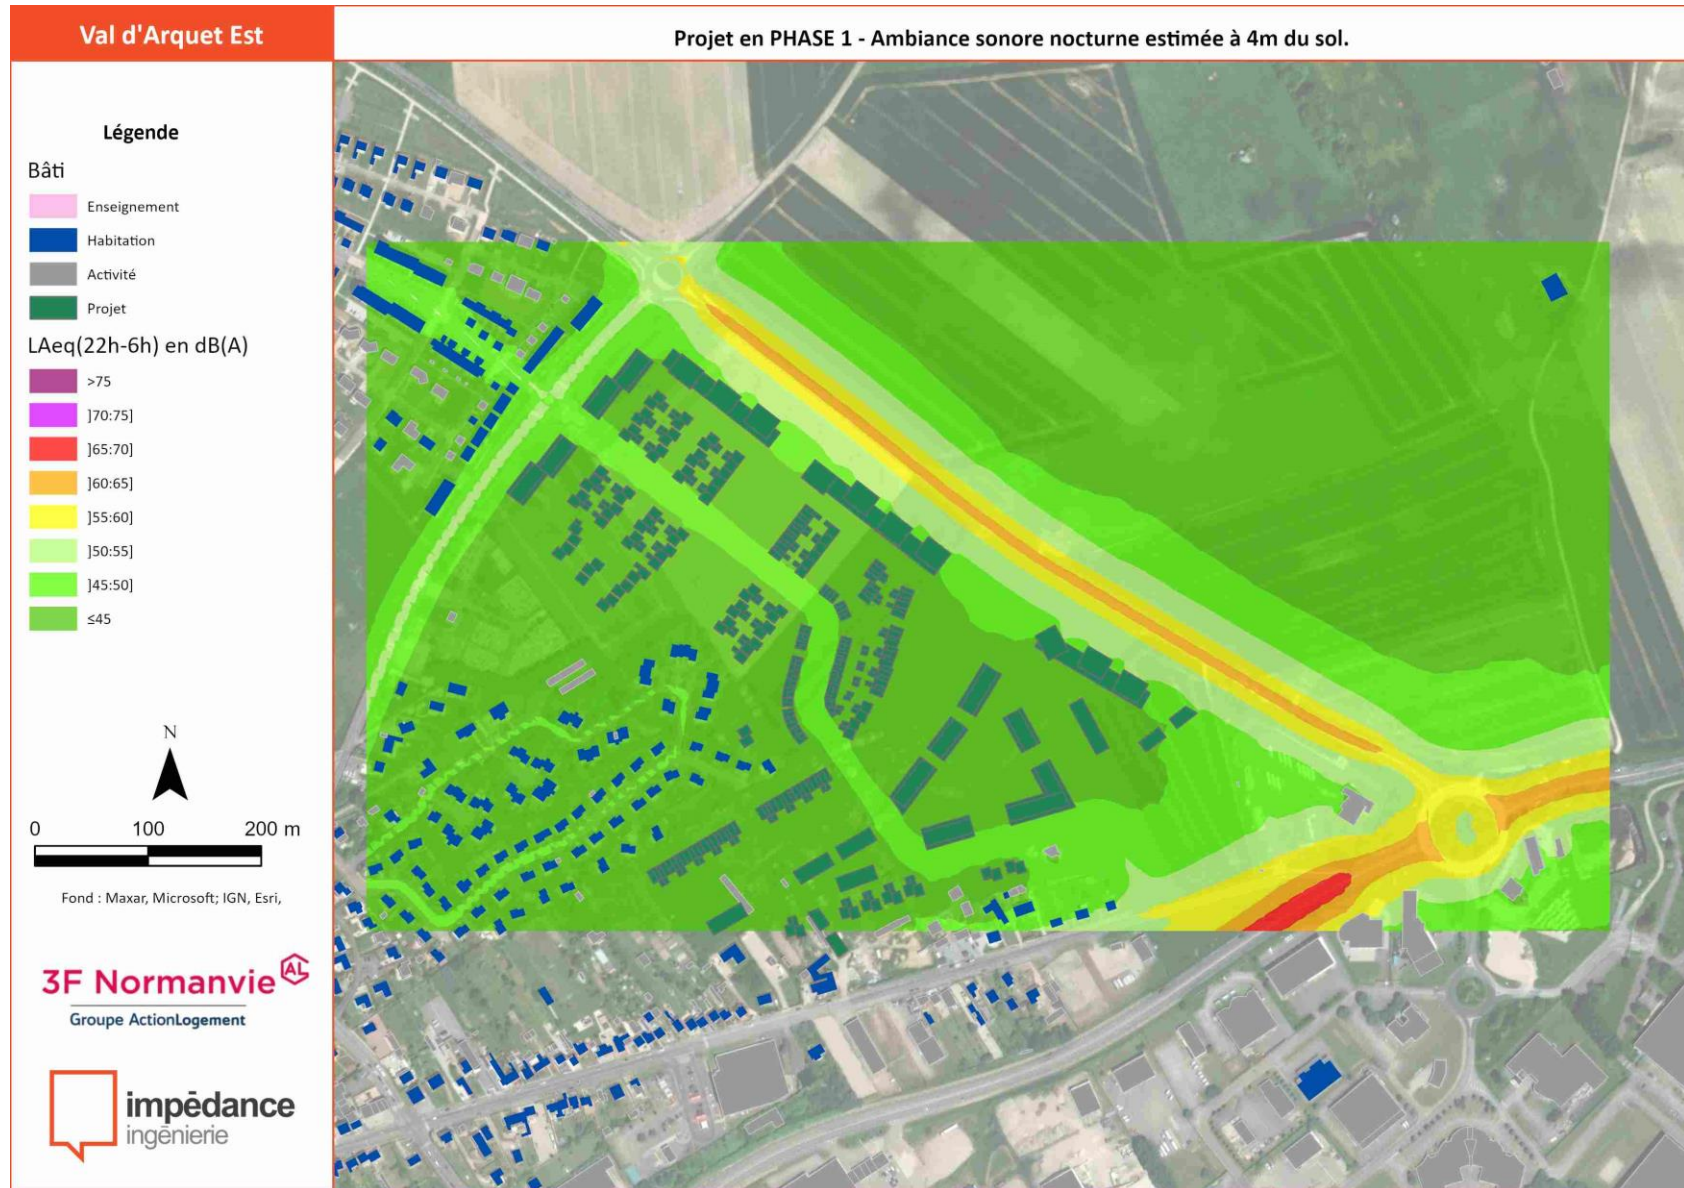 Val d'Arquet Est
Projet en PHASE 1 - Ambiance sonore nocturne estimée à 4m du sol.
Légende
Bâti
Enseignement
Habitation
Activité
Projet
LAeq(22h-6h) en dB(A)
>75
]70:75]
]65:70]
]60:65]
]55:60]
]50:55]
]45:50]
≤45
N
0 100 200 m
Fond : Maxar, Microsoft; IGN, Esri,
3F Normanvie AL
Groupe ActionLogement
impēdance
ingēnierie